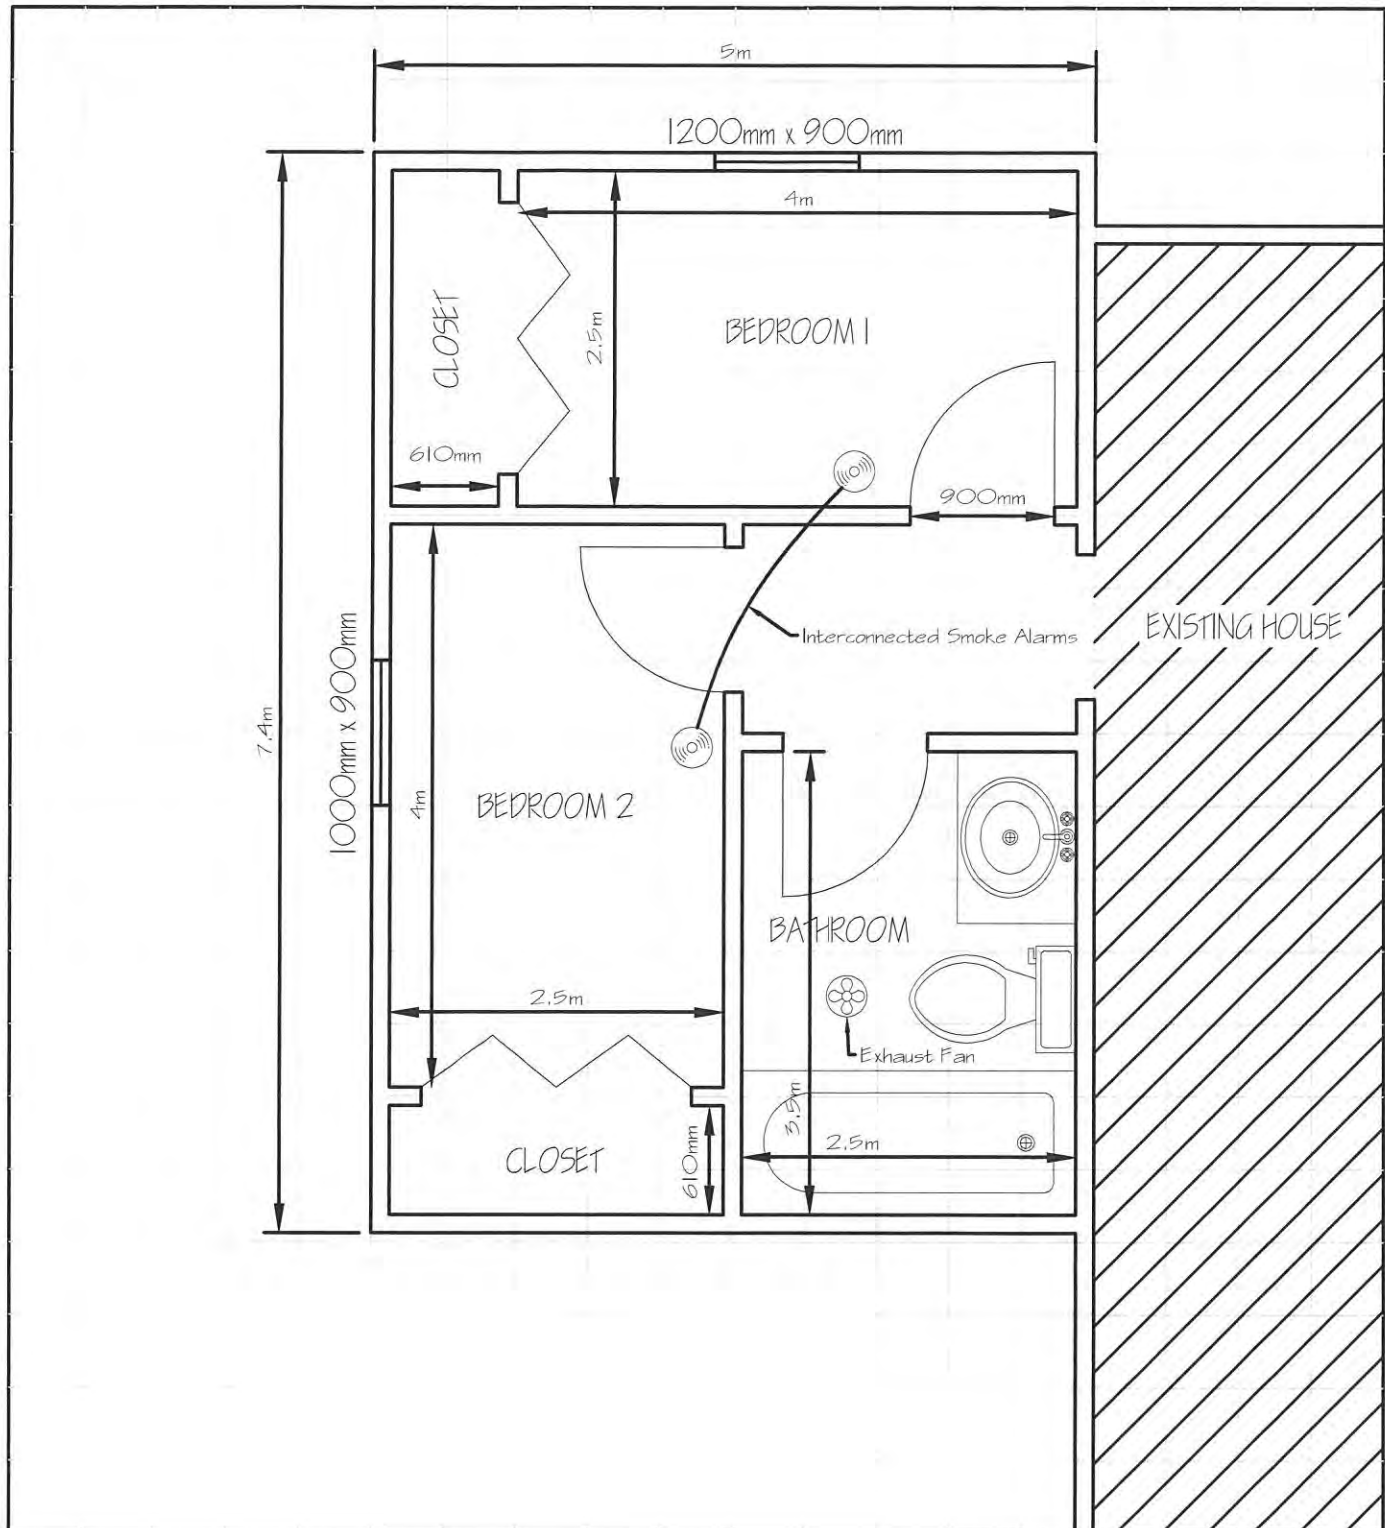 5m
1200mm x 900mm
4m
CLOSET
2.5m
BEDROOM 1
610mm
900mm
Interconnected Smoke Alarms
EXISTING HOUSE
7.4m
1000mm x 900mm
4m
BEDROOM 2
BATHROOM
2.5m
Exhaust Fan
3.5m
2.5m
CLOSET
610mm